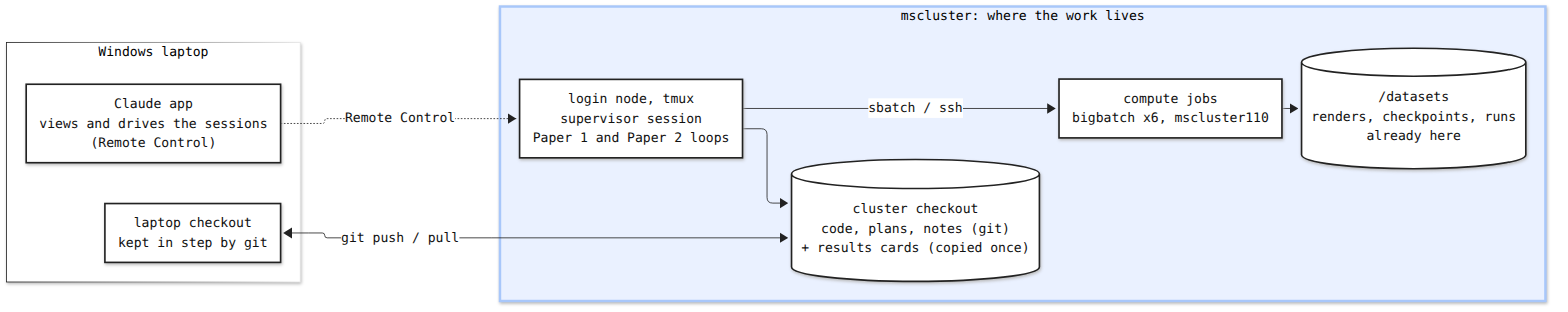 mscluster: where the work lives
Windows laptop
Claude app
views and drives the sessions
(Remote Control)
Remote Control
login node, tmux
supervisor session
Paper 1 and Paper 2 loops
sbatch / ssh
compute jobs
bigbatch x6, mscluster110
/datasets
renders, checkpoints, runs
already here
laptop checkout
kept in step by git
git push / pull
cluster checkout
code, plans, notes (git)
+ results cards (copied once)